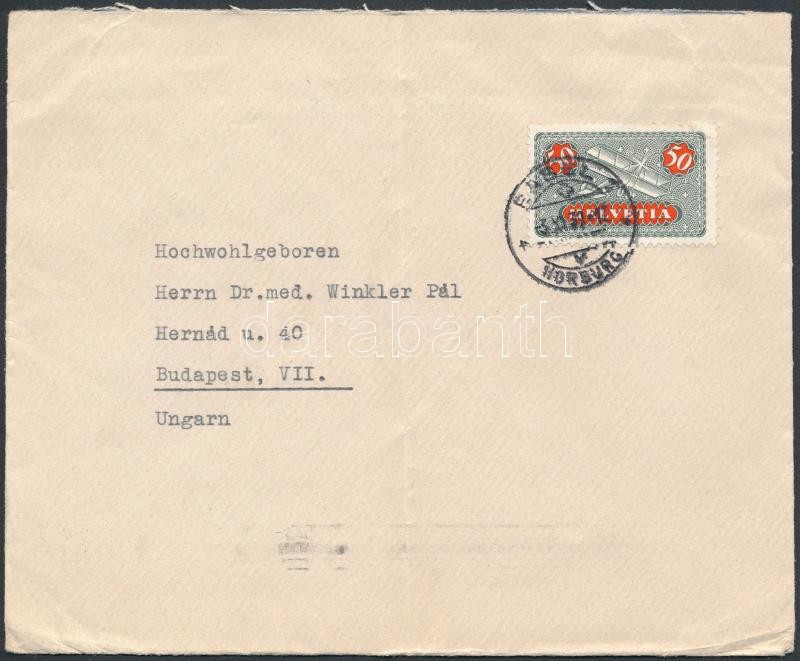 50 50
HELVETIA
HORBURG
Hochwohlgeboren
Herrn Dr.med. Winkler Pál
Hernád u. 40
Budapest, VII.
Ungarn
darabanth